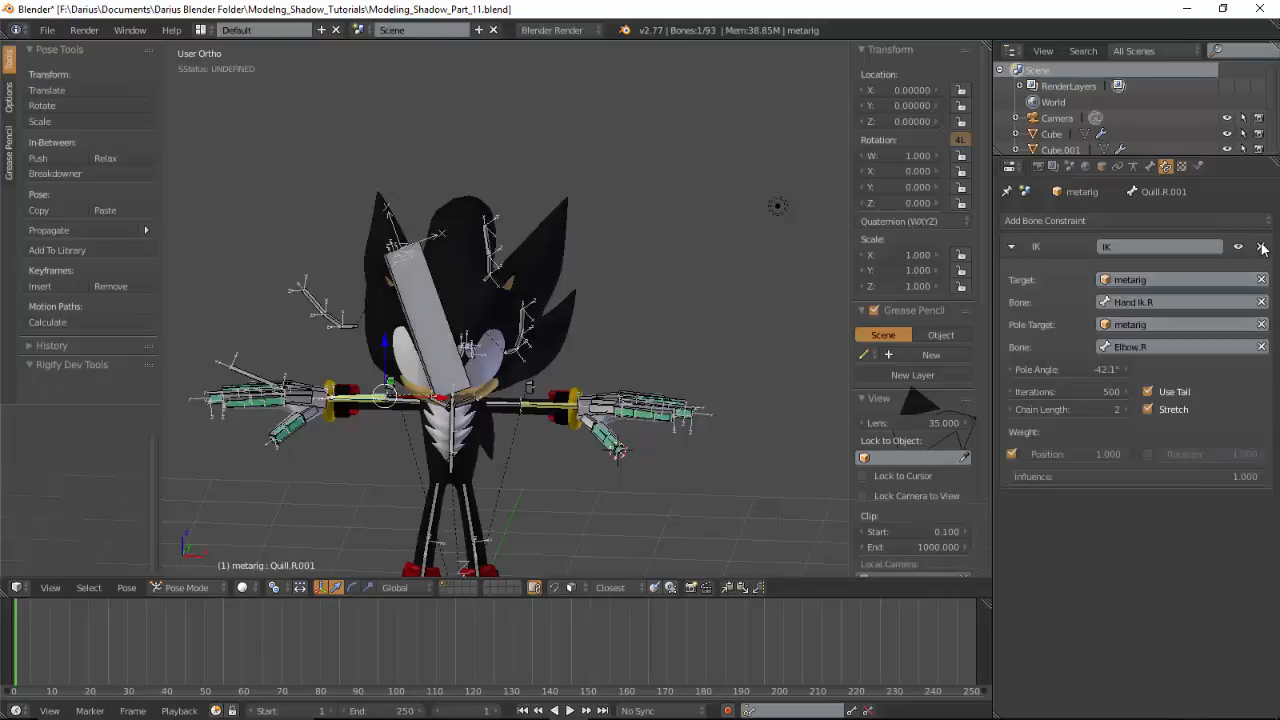 Blender* [F:\Darius\Documents\Darius Blender Folder\Modelng_Shadow_Tutorials\Modeling_Shadow_Part_11.blend]
File Render Window Help Default Scene Blender Render v2.77 | Bones:1/93 | Mem:38.85M | metarig
Pose Tools
Transform:
Translate
Rotate
Scale
In-Between:
Push Relax
Breakdowner
Pose:
Copy Paste
Propagate
Add To Library
Keyframes:
Insert Remove
Motion Paths:
Calculate
History
Rigify Dev Tools
Tools
Options
Grease Pencil
User Ortho
SStatus: UNDEFINED
(1) metarig : Quill.R.001
Transform
Location:
X: 0.00000
Y: 0.00000
Z: 0.00000
Rotation: 4L
W: 1.000
X: 0.000
Y: 0.000
Z: 0.000
Quaternion (WXYZ)
Scale:
X: 1.000
Y: 1.000
Z: 1.000
Grease Pencil
Scene Object
New
New Layer
View
Lens: 35.000
Lock to Object:
Lock to Cursor
Lock Camera to View
Clip:
Start: 0.100
End: 1000.000
Local Camera:
View Search All Scenes
Scene
RenderLayers
World
Camera
Cube
Cube.001
metarig Quill.R.001
Add Bone Constraint
IK IK
Target: metarig
Bone: Hand Ik.R
Pole Target: metarig
Bone: Elbow.R
Pole Angle: -42.1°
Iterations: 500 Use Tail
Chain Length: 2 Stretch
Weight:
Position: 1.000 Rotation: 1.000
Influence: 1.000
View Select Pose Pose Mode Global Closest
0 10 20 30 40 50 60 70 80 90 100 110 120 130 140 150 160 170 180 190 200 210 220 230 240 250
View Marker Frame Playback Start: 1 End: 250 1 No Sync